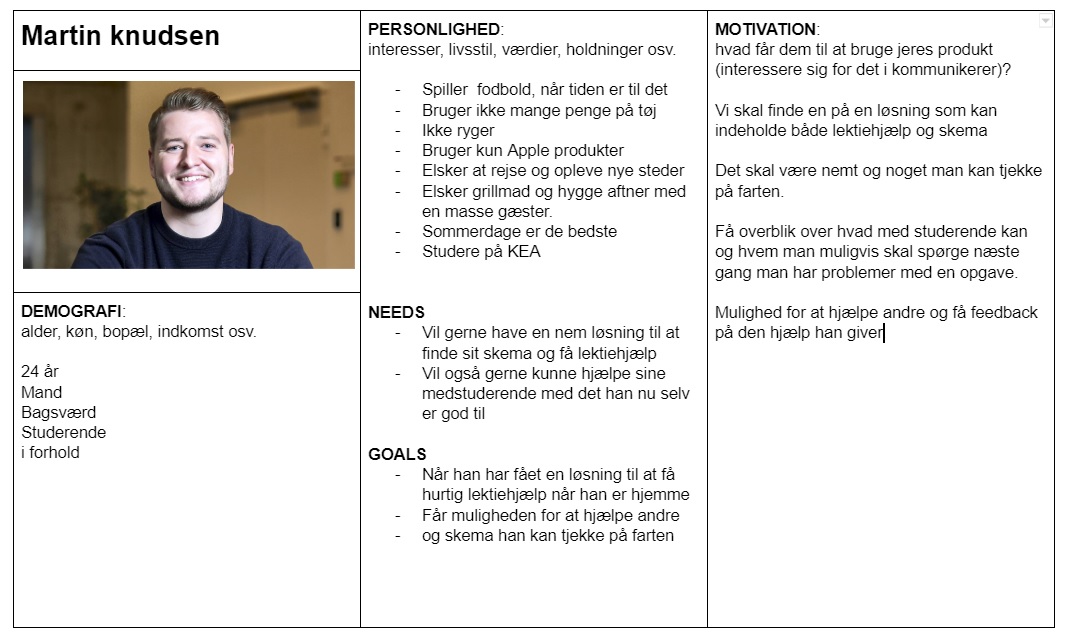 Martin knudsen
DEMOGRAFI:
alder, køn, bopæl, indkomst osv.
24 år
Mand
Bagsværd
Studerende
i forhold
PERSONLIGHED:
interesser, livsstil, værdier, holdninger osv.
- Spiller  fodbold, når tiden er til det
- Bruger ikke mange penge på tøj
- Ikke ryger
- Bruger kun Apple produkter
- Elsker at rejse og opleve nye steder
- Elsker grillmad og hygge aftner med
en masse gæster.
- Sommerdage er de bedste
- Studere på KEA
NEEDS
- Vil gerne have en nem løsning til at
finde sit skema og få lektiehjælp
- Vil også gerne kunne hjælpe sine
medstuderende med det han nu selv
er god til
GOALS
- Når han har fået en løsning til at få
hurtig lektiehjælp når han er hjemme
- Får muligheden for at hjælpe andre
- og skema han kan tjekke på farten
MOTIVATION:
hvad får dem til at bruge jeres produkt
(interessere sig for det i kommunikerer)?
Vi skal finde en på en løsning som kan
indeholde både lektiehjælp og skema
Det skal være nemt og noget man kan tjekke
på farten.
Få overblik over hvad med studerende kan
og hvem man muligvis skal spørge næste
gang man har problemer med en opgave.
Mulighed for at hjælpe andre og få feedback
på den hjælp han giver